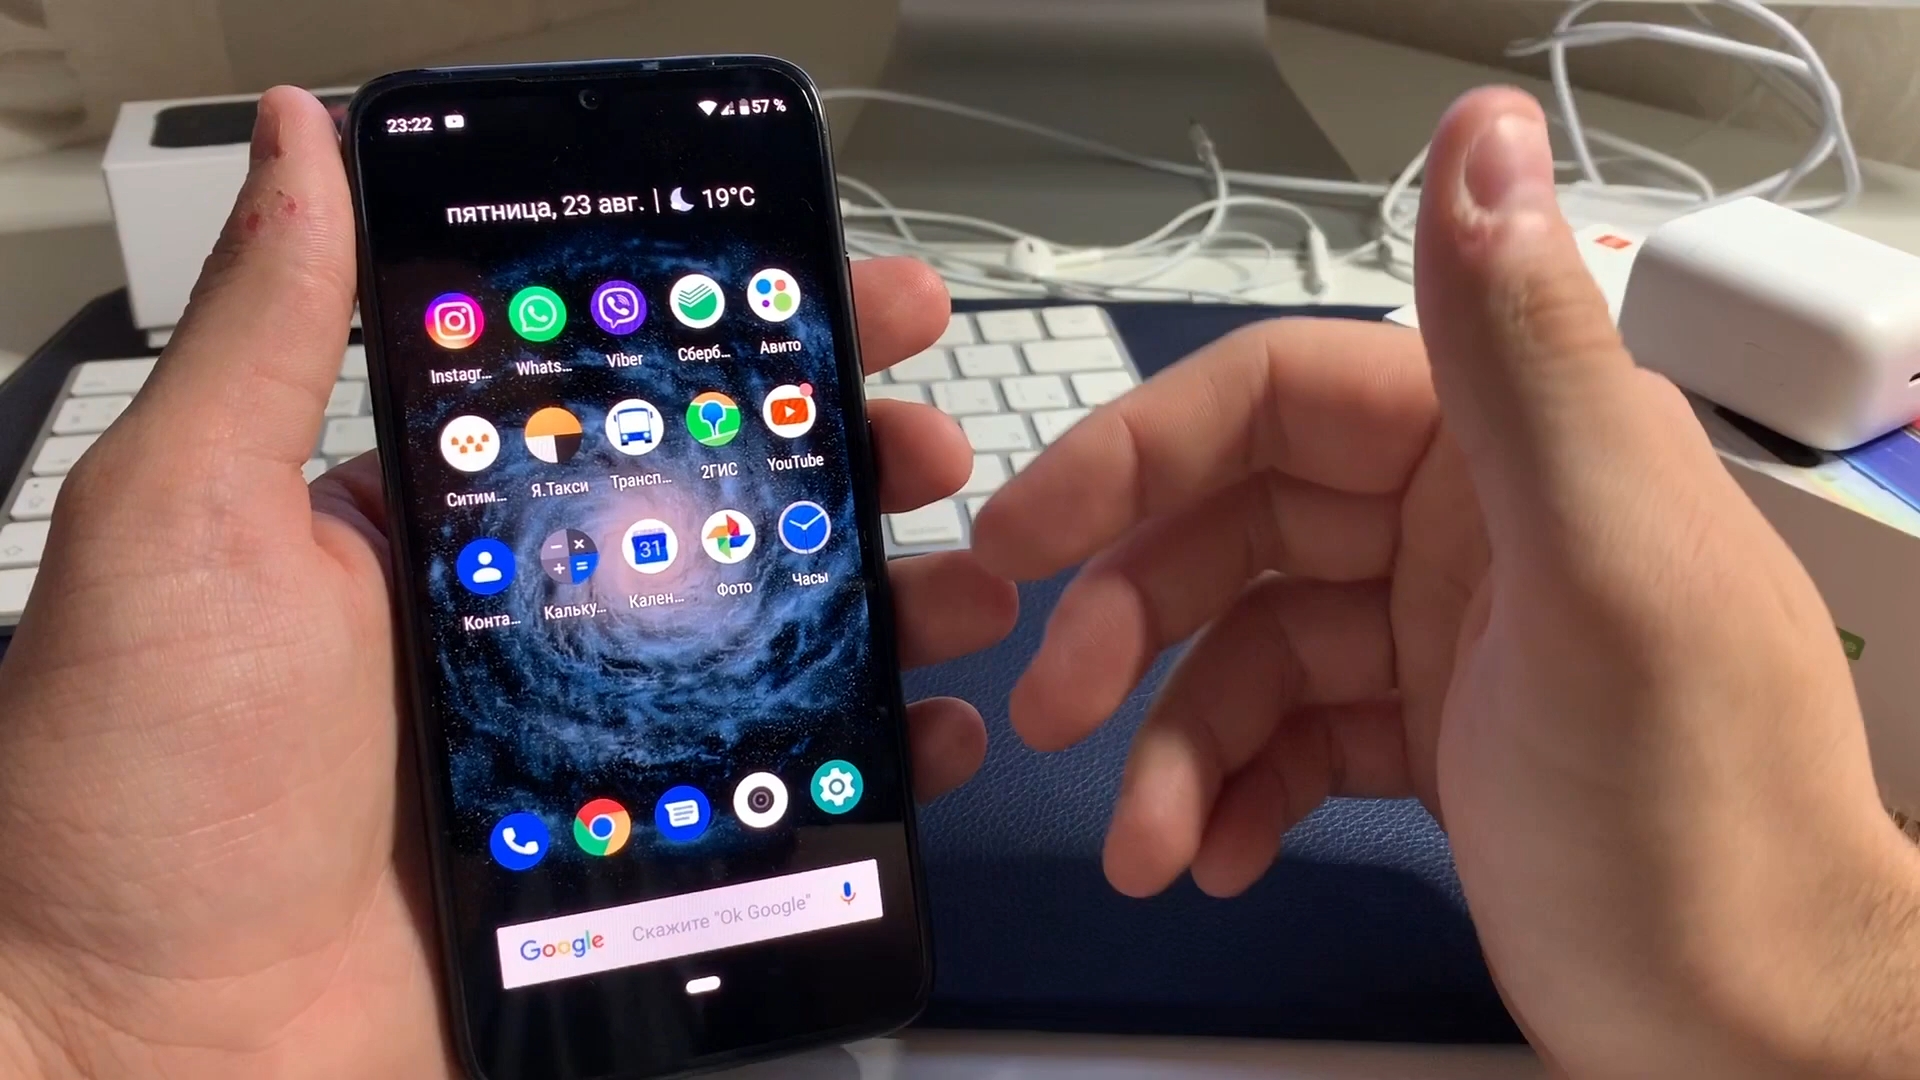 23:22 57 %
пятница, 23 авг. | 19°C
Instagr... Whats... Viber Сберб... Авито
Ситим... Я.Такси Трансп... 2ГИС YouTube
31
Конта... Кальку... Кален... Фото Часы
Google Скажите "Ok Google"